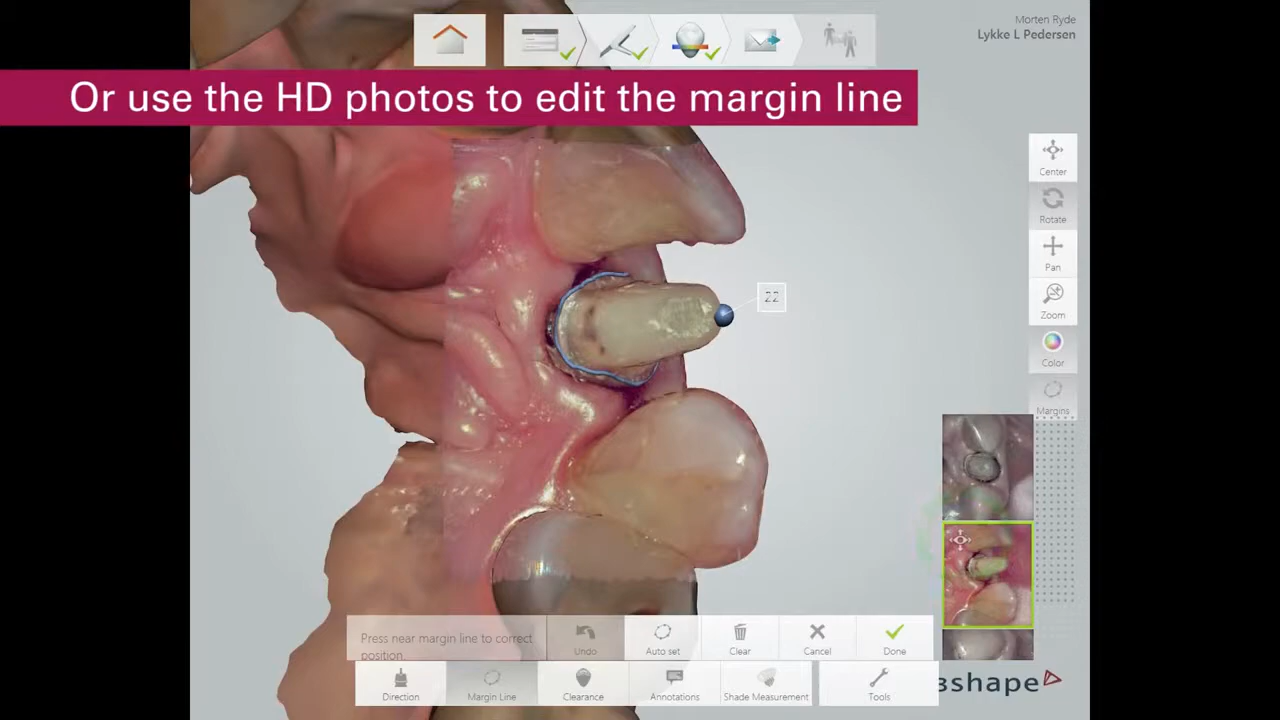 Morten Ryde
Lykke L Pedersen
Or use the HD photos to edit the margin line
Center
Rotate
Pan
22
Zoom
Color
Margins
Press near margin line to correct
position.
Undo
Auto set
Clear
Cancel
Done
Direction
Margin Line
Clearance
Annotations
Shade Measurement
Tools
3shape